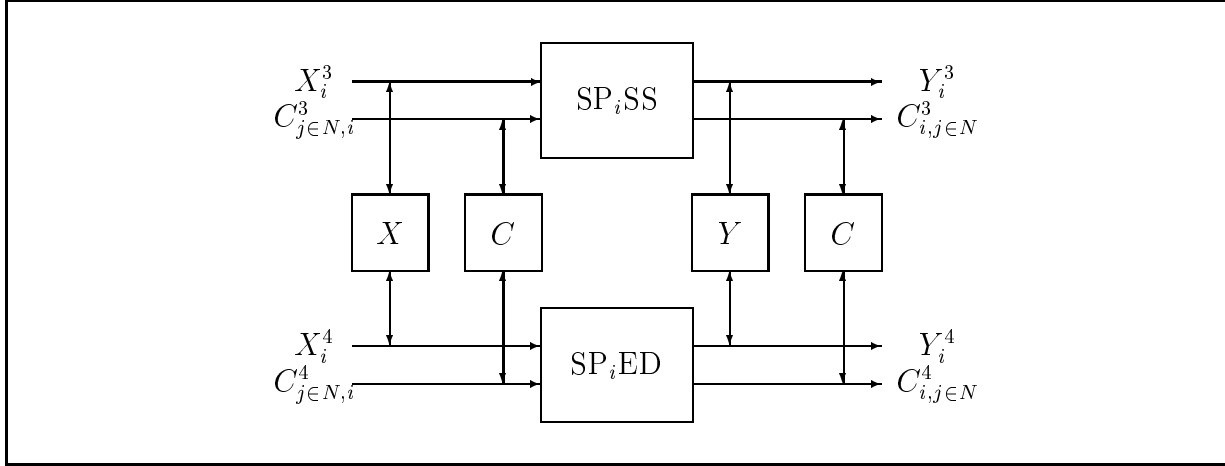 X_i^3 SP_iSS Y_i^3
C_{j∈N,i}^3 C_{i,j∈N}^3
X C Y C
X_i^4 SP_iED Y_i^4
C_{j∈N,i}^4 C_{i,j∈N}^4